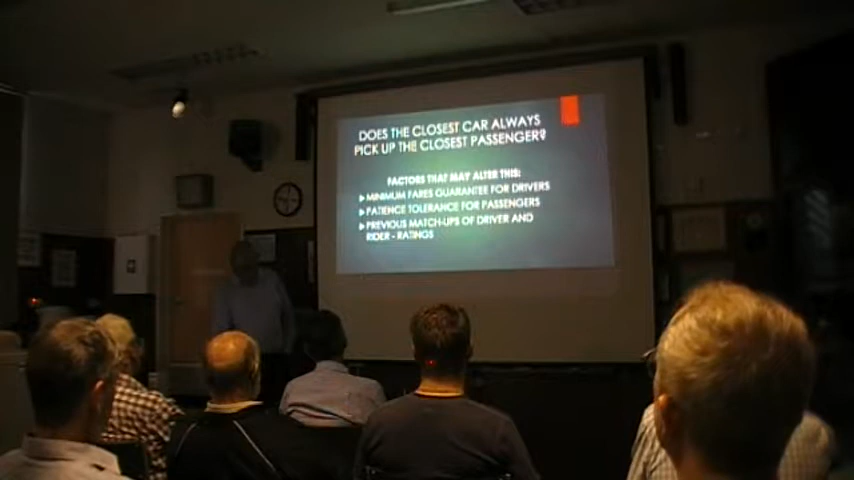 DOES THE CLOSEST CAR ALWAYS
PICK UP THE CLOSEST PASSENGER?
FACTORS THAT MAY ALTER THIS:
MINIMUM FARES GUARANTEE FOR DRIVERS
PATIENCE TOLERANCE FOR PASSENGERS
PREVIOUS MATCH-UPS OF DRIVER AND
RIDER - RATINGS